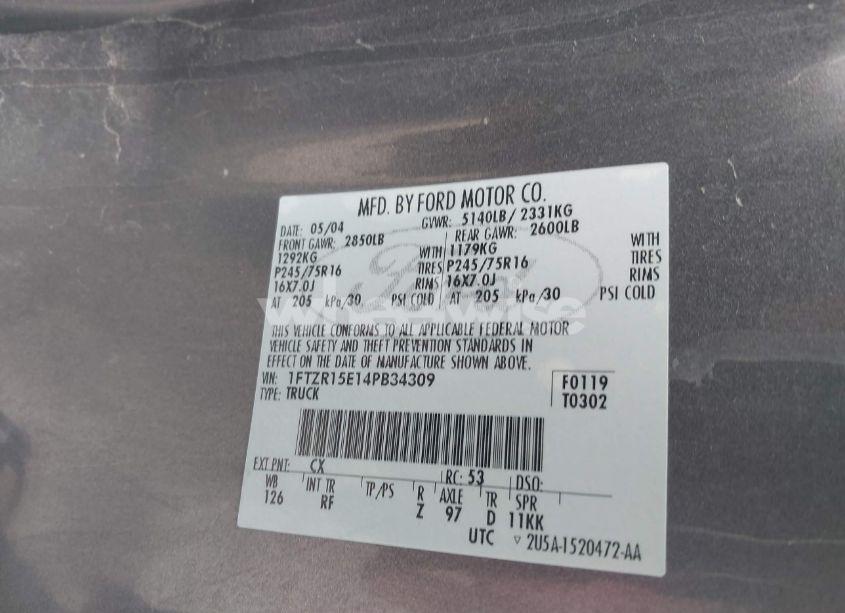 MFD. BY FORD MOTOR CO.
DATE: 05/04 GVWR: 5140LB/ 2331KG
FRONT GAWR: 2850LB REAR GAWR: 2600LB
1292KG WITH 1179KG WITH
P245/75R16 TIRES P245/75R16 TIRES
16X7.0J RIMS 16X7.0J RIMS
AT 205 kPa/30 PSI COLD AT 205 kPa/30 PSI COLD
wheelwise
THIS VEHICLE CONFORMS TO ALL APPLICABLE FEDERAL MOTOR
VEHICLE SAFETY AND THEFT PREVENTION STANDARDS IN
EFFECT ON THE DATE OF MANUFACTURE SHOWN ABOVE.
VIN: 1FTZR15E14PB34309 F0119
TYPE: TRUCK T0302
EXT PNT: CX RC: 53 DSO:
WB INT TR TP/PS R AXLE TR SPR
126 RF Z 97 D 11KK
UTC ▽ 2U5A-1520472-AA